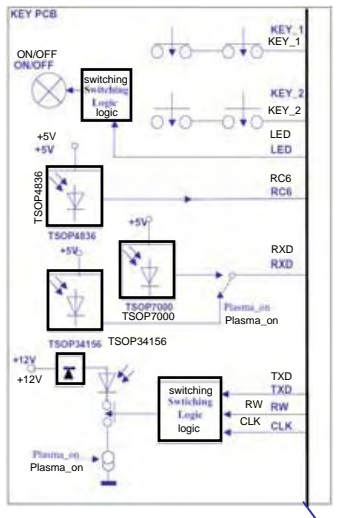 KEY PCB
KEY_1
KEY_1
ON/OFF
ON/OFF
switching
Switching
Logic
logic
KEY_2
KEY_2
LED
LED
+5V
+5V
TSOP4836
RC6
RC6
TSOP4836
+5V
+5V
RXD
RXD
TSOP7000
TSOP7000
Plasma_on
Plasma_on
TSOP34156
TSOP34156
+12V
+12V
switching
Switching
Logic
logic
TXD
TXD
RW
RW
CLK
CLK
Plasma_on
Plasma_on